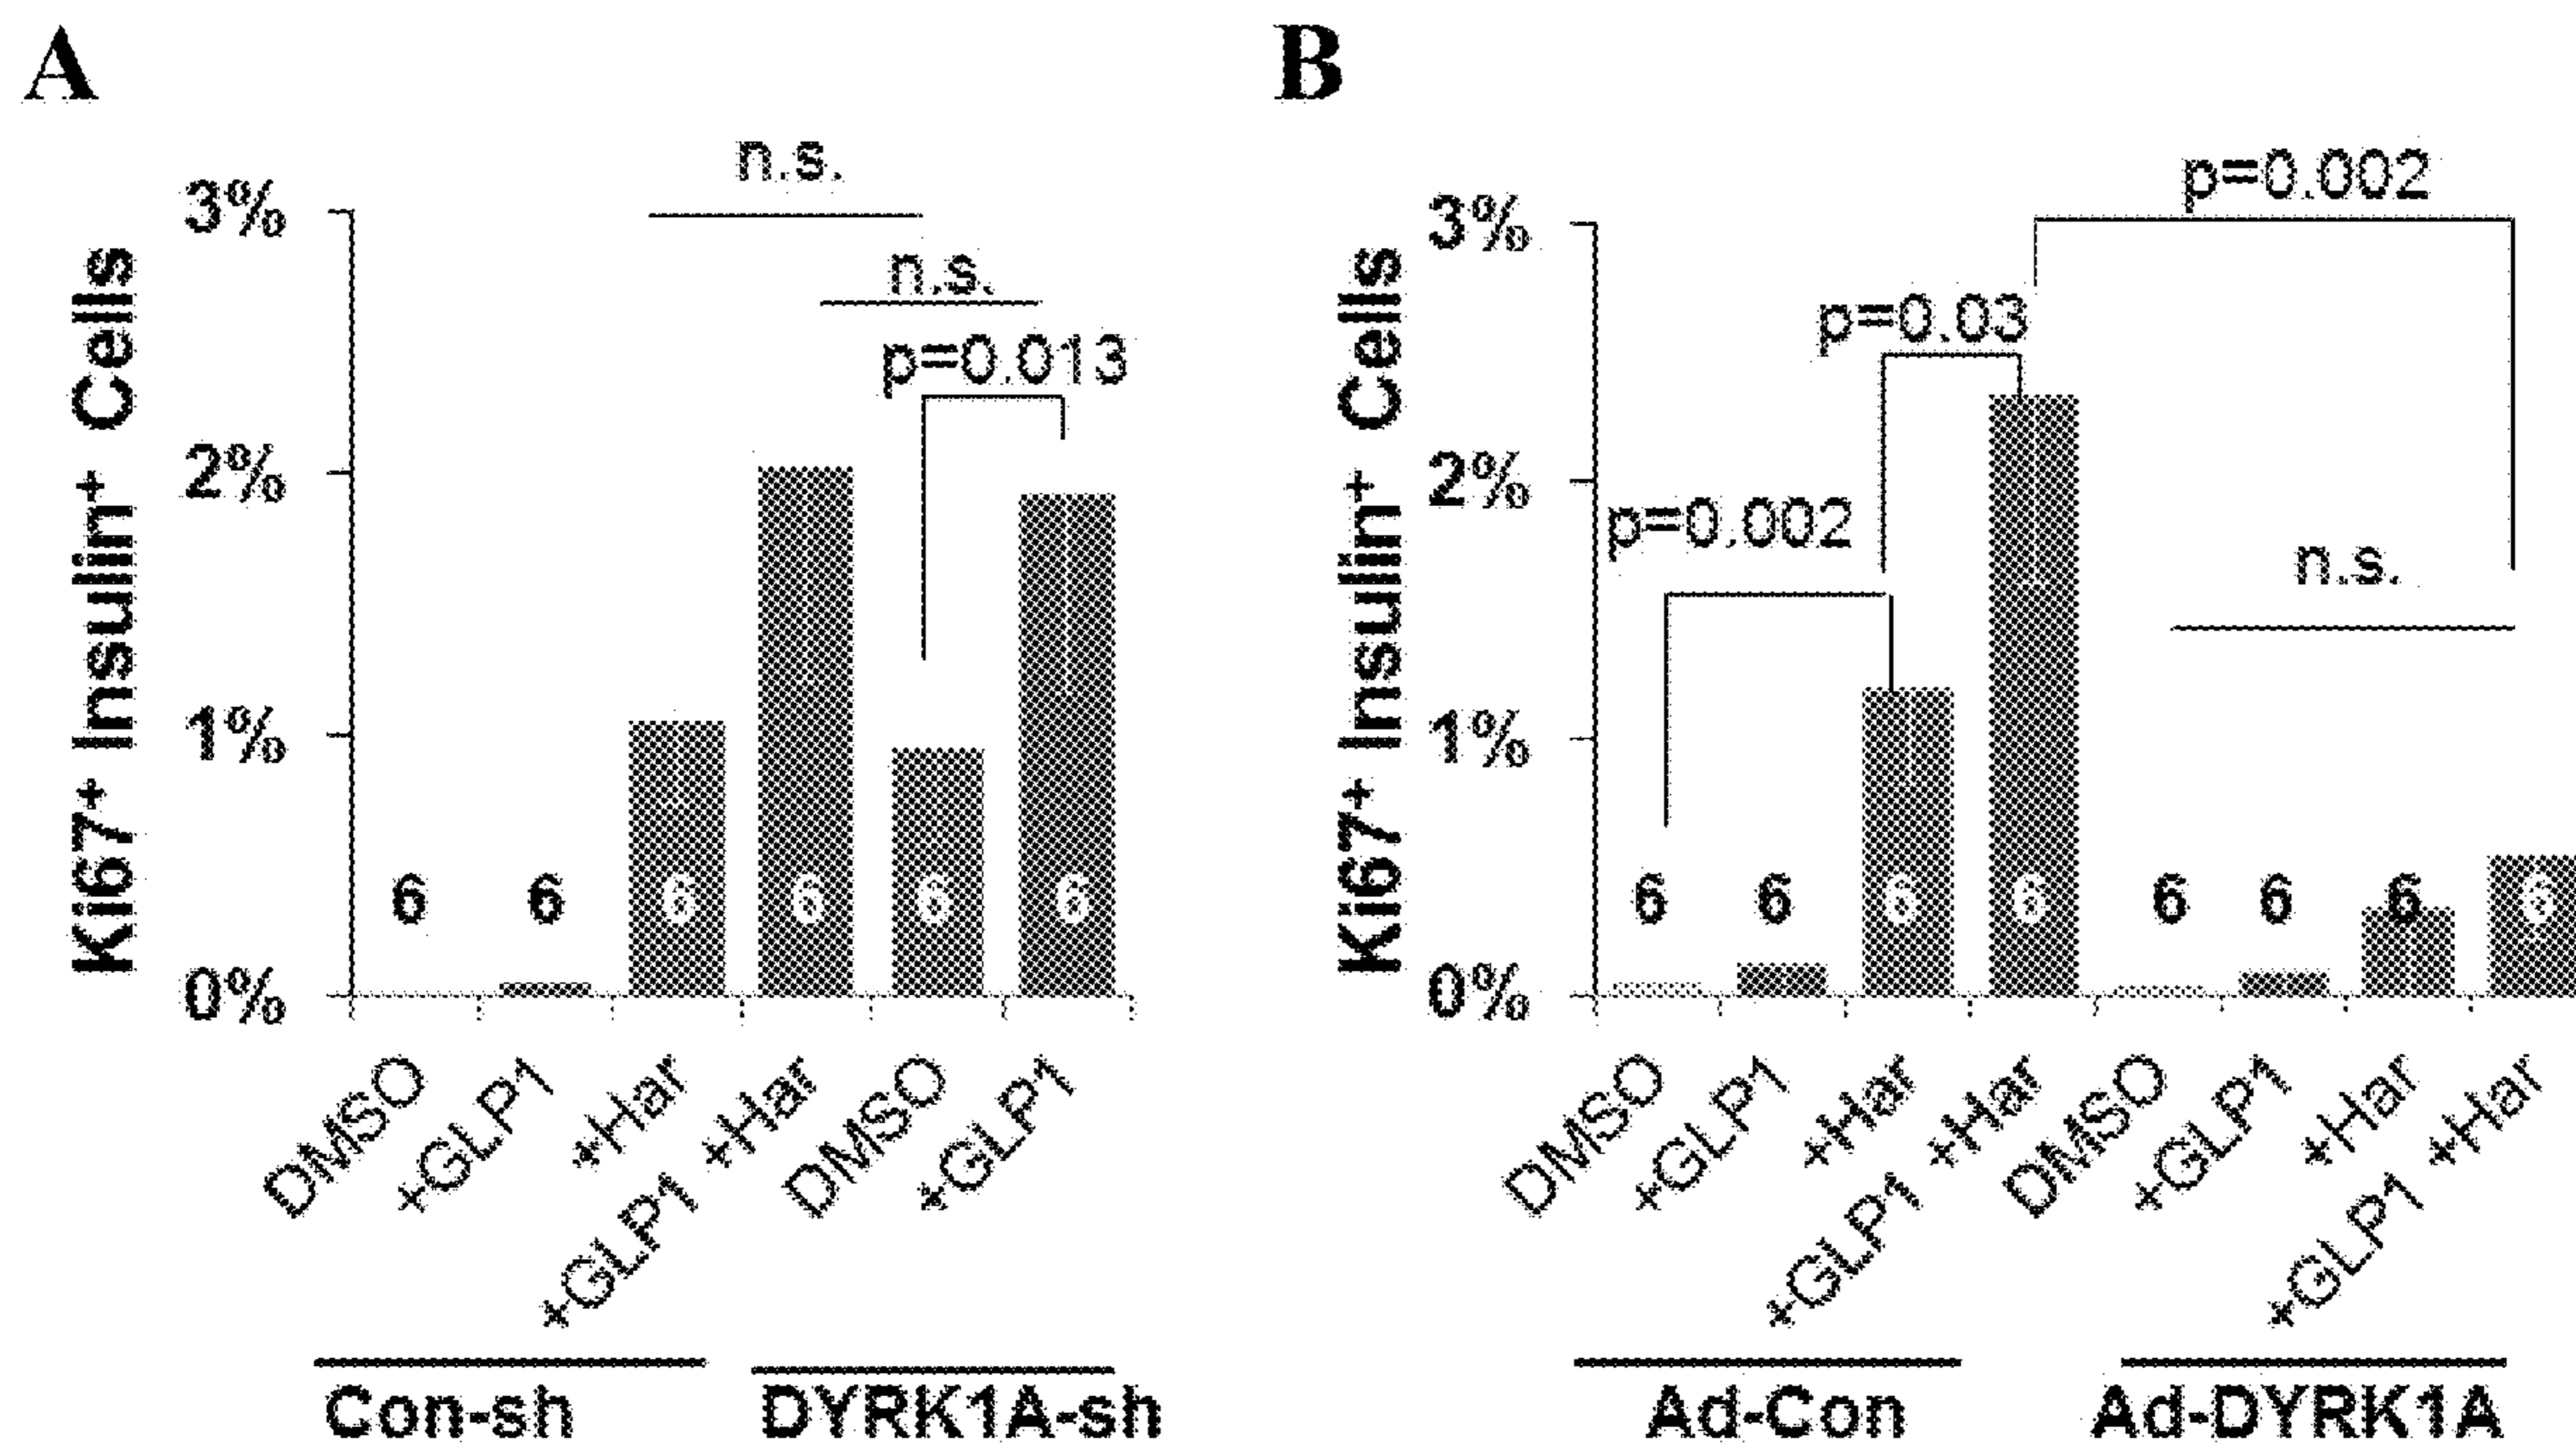 A
n.s.
n.s.
p=0.013
3%
2%
1%
0%
Ki67+ Insulin+ Cells
6 6 6 6 6 6
DMSO
+GLP1
+Har
+GLP1 +Har
DMSO
+GLP1
Con-sh
DYRK1A-sh
B
p=0.002
p=0.03
p=0.002
n.s.
3%
2%
1%
0%
Ki67+ Insulin+ Cells
6 6 6 6 6 6 6 6
DMSO
+GLP1
+Har
+GLP1 +Har
DMSO
+GLP1
+Har
+GLP1 +Har
Ad-Con
Ad-DYRK1A